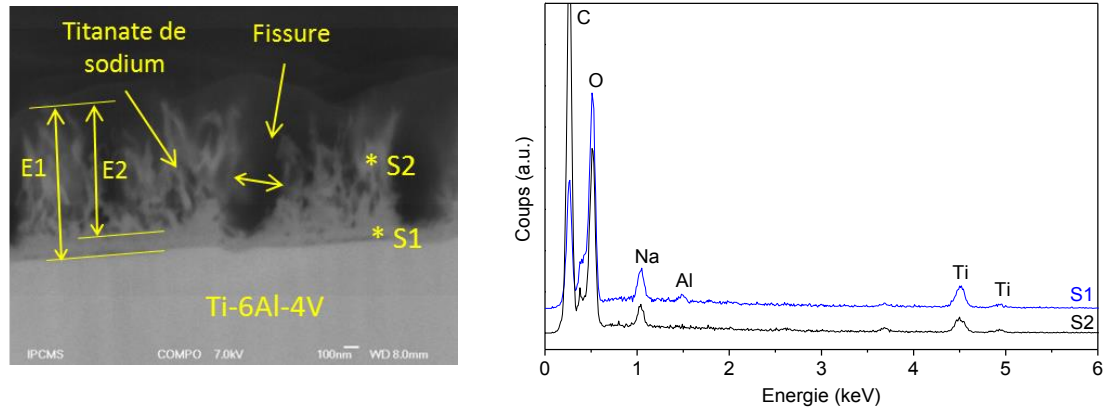 Titanate de
sodium
Fissure
E1
E2
* S2
* S1
Ti-6Al-4V
IPCMS COMPO 7.0kV 100nm WD 8.0mm
C
O
Na
Al
Ti
Ti
S1
S2
Coups (a.u.)
0 1 2 3 4 5 6
Energie (keV)